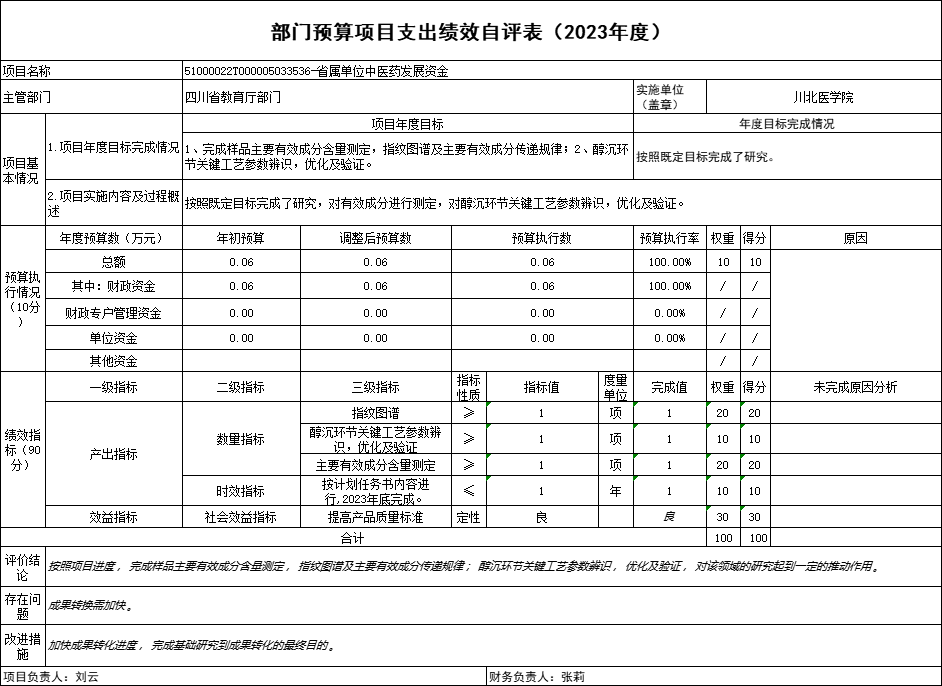 部门预算项目支出绩效自评表（2023年度）
项目名称 51000022T000005033536-省属单位中医药发展资金
主管部门 四川省教育厅部门 实施单位（盖章） 川北医学院
项目基本情况 1.项目年度目标完成情况 项目年度目标 年度目标完成情况
1、完成样品主要有效成分含量测定，指纹图谱及主要有效成分传递规律；2、醇沉环节关键工艺参数辨识，优化及验证。 按照既定目标完成了研究。
2.项目实施内容及过程概述 按照既定目标完成了研究，对有效成分进行测定，对醇沉环节关键工艺参数辨识，优化及验证。
预算执行情况（10分） 年度预算数（万元） 年初预算 调整后预算数 预算执行数 预算执行率 权重 得分 原因
总额 0.06 0.06 0.06 100.00% 10 10
其中：财政资金 0.06 0.06 0.06 100.00% / /
财政专户管理资金 0.00 0.00 0.00 0.00% / /
单位资金 0.00 0.00 0.00 0.00% / /
其他资金 / /
绩效指标（90分） 一级指标 二级指标 三级指标 指标性质 指标值 度量单位 完成值 权重 得分 未完成原因分析
产出指标 数量指标 指纹图谱 ≥ 1 项 1 20 20
醇沉环节关键工艺参数辨识，优化及验证 ≥ 1 项 1 10 10
主要有效成分含量测定 ≥ 1 项 1 20 20
时效指标 按计划任务书内容进行,2023年底完成。 ≤ 1 年 1 10 10
效益指标 社会效益指标 提高产品质量标准 定性 良 良 30 30
合计 100 100
评价结论 按照项目进度，完成样品主要有效成分含量测定，指纹图谱及主要有效成分传递规律；醇沉环节关键工艺参数辨识，优化及验证，对该领域的研究起到一定的推动作用。
存在问题 成果转换需加快。
改进措施 加快成果转化进度，完成基础研究到成果转化的最终目的。
项目负责人：刘云 财务负责人：张莉